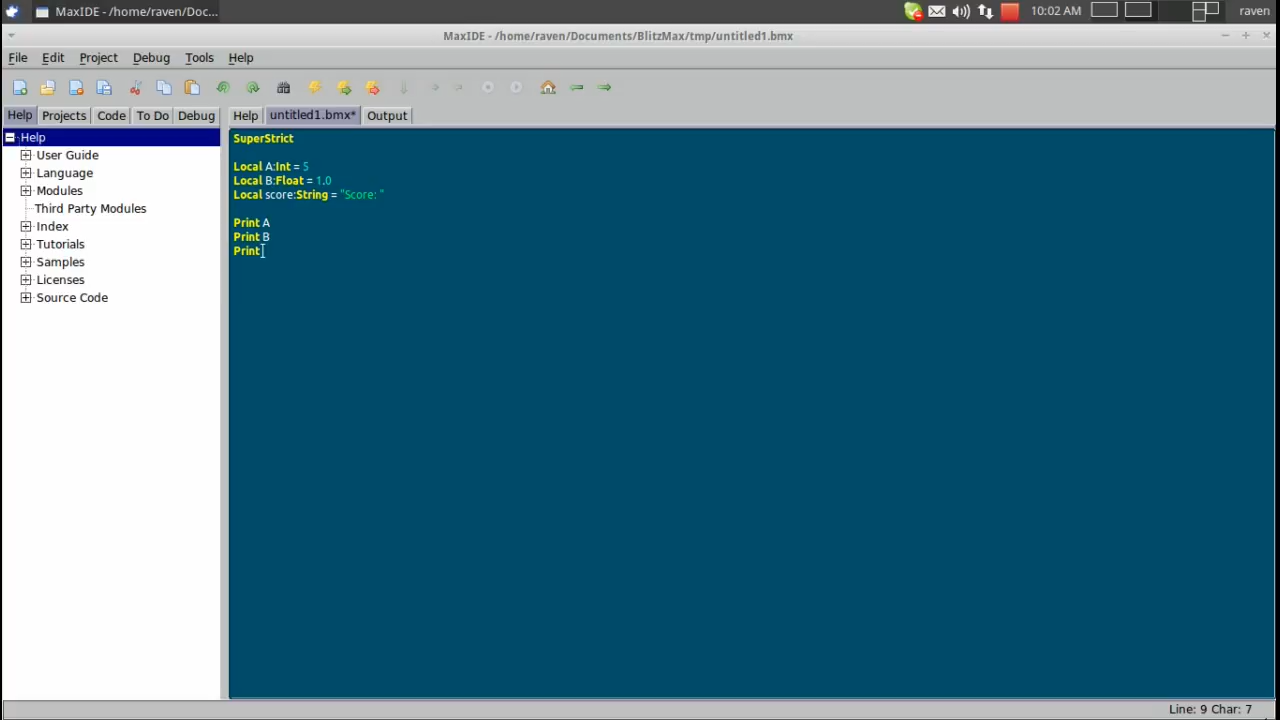 MaxIDE - /home/raven/Doc...
10:02 AM
raven
MaxIDE - /home/raven/Documents/BlitzMax/tmp/untitled1.bmx
File Edit Project Debug Tools Help
Help Projects Code To Do Debug
Help untitled1.bmx* Output
Help
User Guide
Language
Modules
Third Party Modules
Index
Tutorials
Samples
Licenses
Source Code
SuperStrict
Local A:Int = 5
Local B:Float = 1.0
Local score:String = "Score: "
Print A
Print B
Print
Line: 9 Char: 7